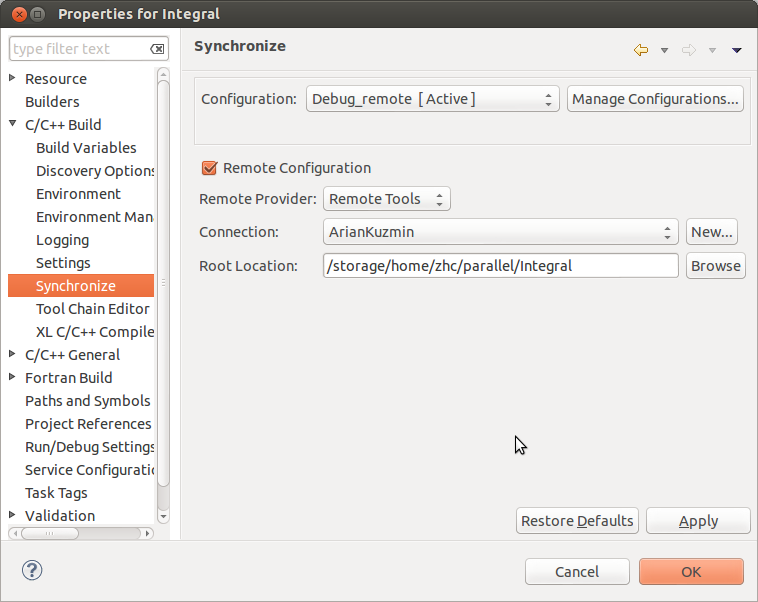 Properties for Integral
type filter text
Synchronize
Resource
Builders
C/C++ Build
Build Variables
Discovery Options
Environment
Environment Man
Logging
Settings
Synchronize
Tool Chain Editor
XL C/C++ Compile
C/C++ General
Fortran Build
Paths and Symbols
Project References
Run/Debug Settings
Service Configuratio
Task Tags
Validation
Configuration: Debug_remote [ Active ] Manage Configurations...
Remote Configuration
Remote Provider: Remote Tools
Connection: ArianKuzmin New...
Root Location: /storage/home/zhc/parallel/Integral Browse
Restore Defaults Apply
? Cancel OK